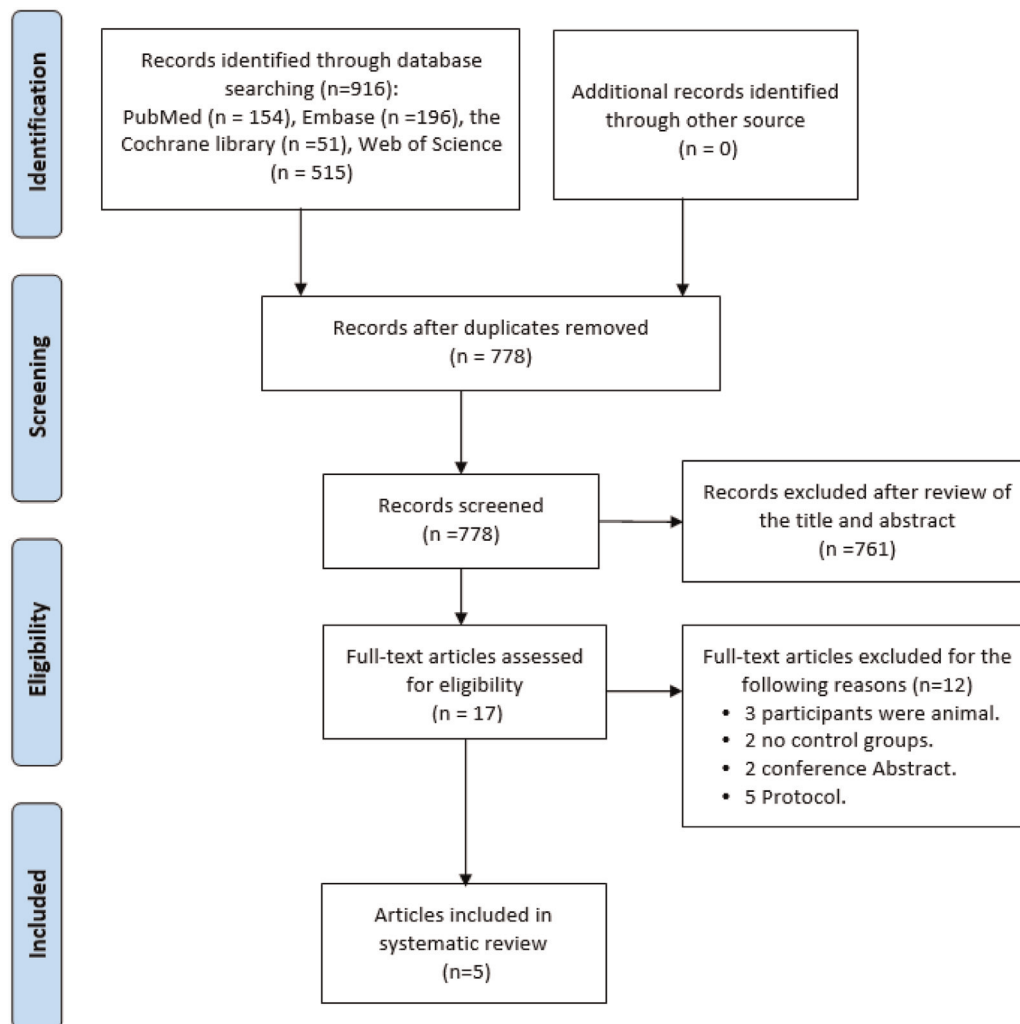 Identification
Records identified through database
searching (n=916):
PubMed (n = 154), Embase (n =196), the
Cochrane library (n =51), Web of Science
(n = 515)
Additional records identified
through other source
(n = 0)
Screening
Records after duplicates removed
(n = 778)
Records screened
(n =778)
Records excluded after review of
the title and abstract
(n =761)
Eligibility
Full-text articles assessed
for eligibility
(n = 17)
Full-text articles excluded for the
following reasons (n=12)
• 3 participants were animal.
• 2 no control groups.
• 2 conference Abstract.
• 5 Protocol.
Included
Articles included in
systematic review
(n=5)